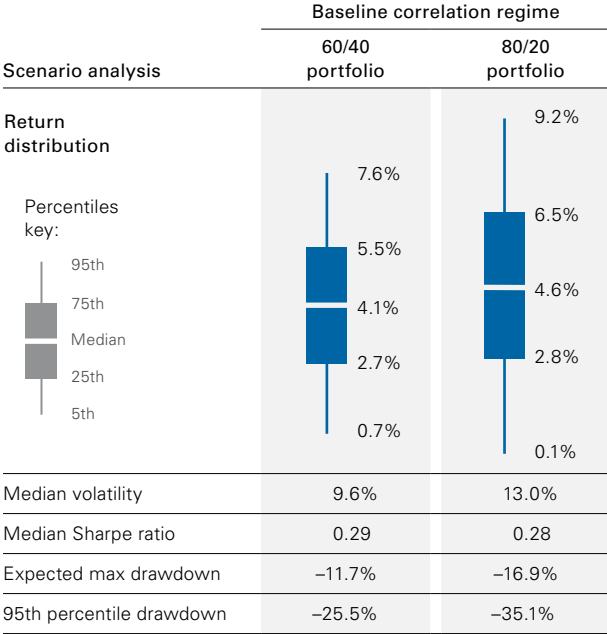 Baseline correlation regime
Scenario analysis
60/40
portfolio
80/20
portfolio
Return
distribution
Percentiles
key:
95th
75th
Median
25th
5th
7.6%
5.5%
4.1%
2.7%
0.7%
9.2%
6.5%
4.6%
2.8%
0.1%
Median volatility 9.6% 13.0%
Median Sharpe ratio 0.29 0.28
Expected max drawdown –11.7% –16.9%
95th percentile drawdown –25.5% –35.1%